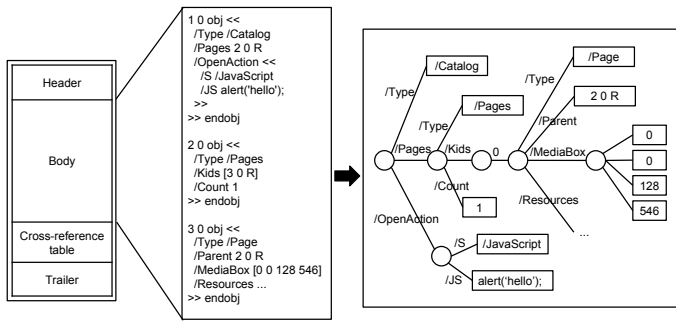 Header
Body
Cross-reference
table
Trailer
1 0 obj <<
/Type /Catalog
/Pages 2 0 R
/OpenAction <<
/S /JavaScript
/JS alert('hello');
>>
>> endobj
2 0 obj <<
/Type /Pages
/Kids [3 0 R]
/Count 1
>> endobj
3 0 obj <<
/Type /Page
/Parent 2 0 R
/MediaBox [0 0 128 546]
/Resources ...
>> endobj
/Catalog
/Type
/Pages
/Type
/Pages
/Kids
0
/Count
1
/Page
/Type
2 0 R
/Parent
/MediaBox
0
0
128
546
/Resources
...
/OpenAction
/S
/JavaScript
/JS
alert('hello');